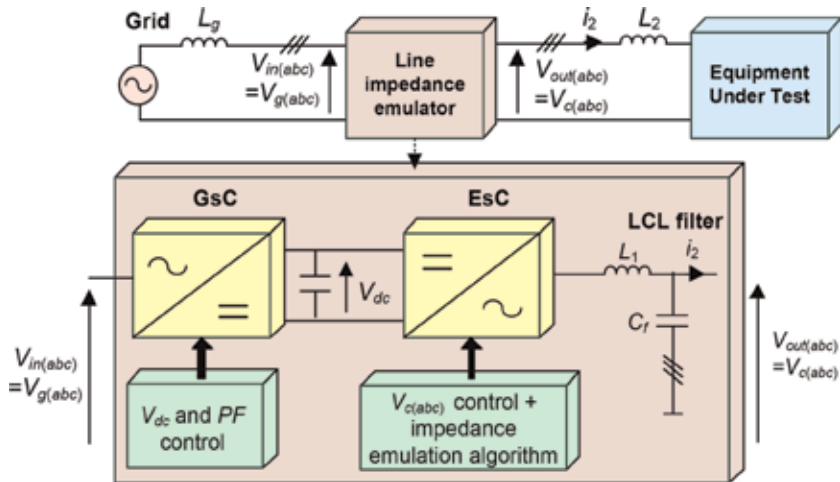 Grid
Lg
Vin(abc)
=Vg(abc)
Line
impedance
emulator
i2
L2
Vout(abc)
=Vc(abc)
Equipment
Under Test
GsC
EsC
LCL filter
L1
i2
Vdc
Cf
Vin(abc)
=Vg(abc)
Vout(abc)
=Vc(abc)
Vdc and PF
control
Vc(abc) control +
impedance
emulation algorithm